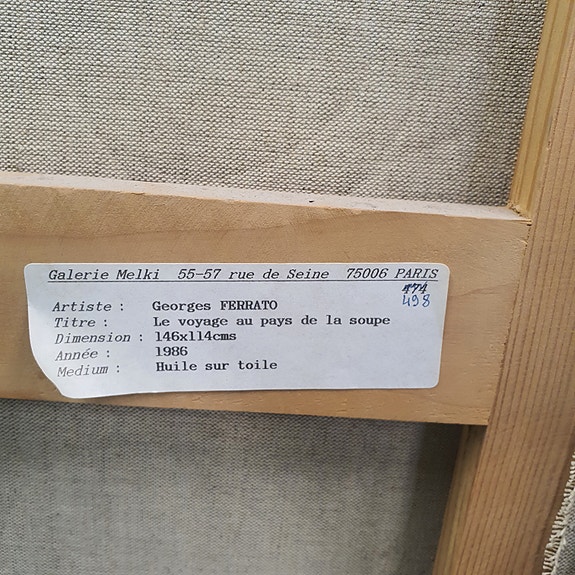 Galerie Melki 55-57 rue de Seine 75006 PARIS
498
Artiste : Georges FERRATO
Titre : Le voyage au pays de la soupe
Dimension : 146x114cms
Année : 1986
Medium : Huile sur toile